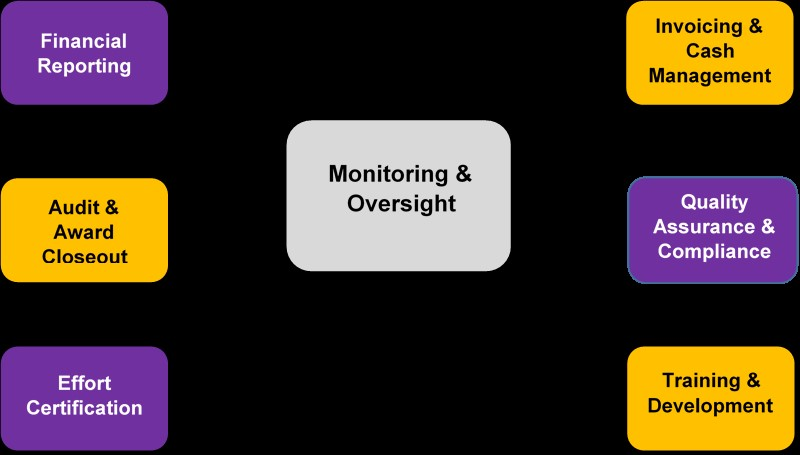 Financial
Reporting
Invoicing &
Cash
Management
Monitoring &
Oversight
Audit &
Award
Closeout
Quality
Assurance &
Compliance
Effort
Certification
Training &
Development